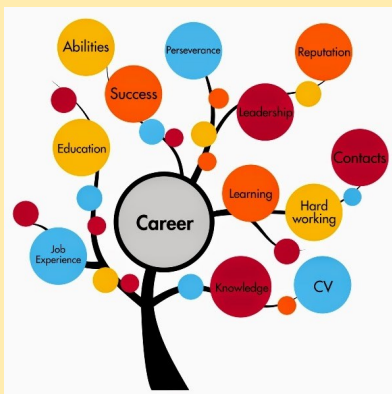 Abilities
Perseverance
Reputation
Success
Leadership
Education
Contacts
Learning
Hard
working
Career
Job
Experience
Knowledge
CV